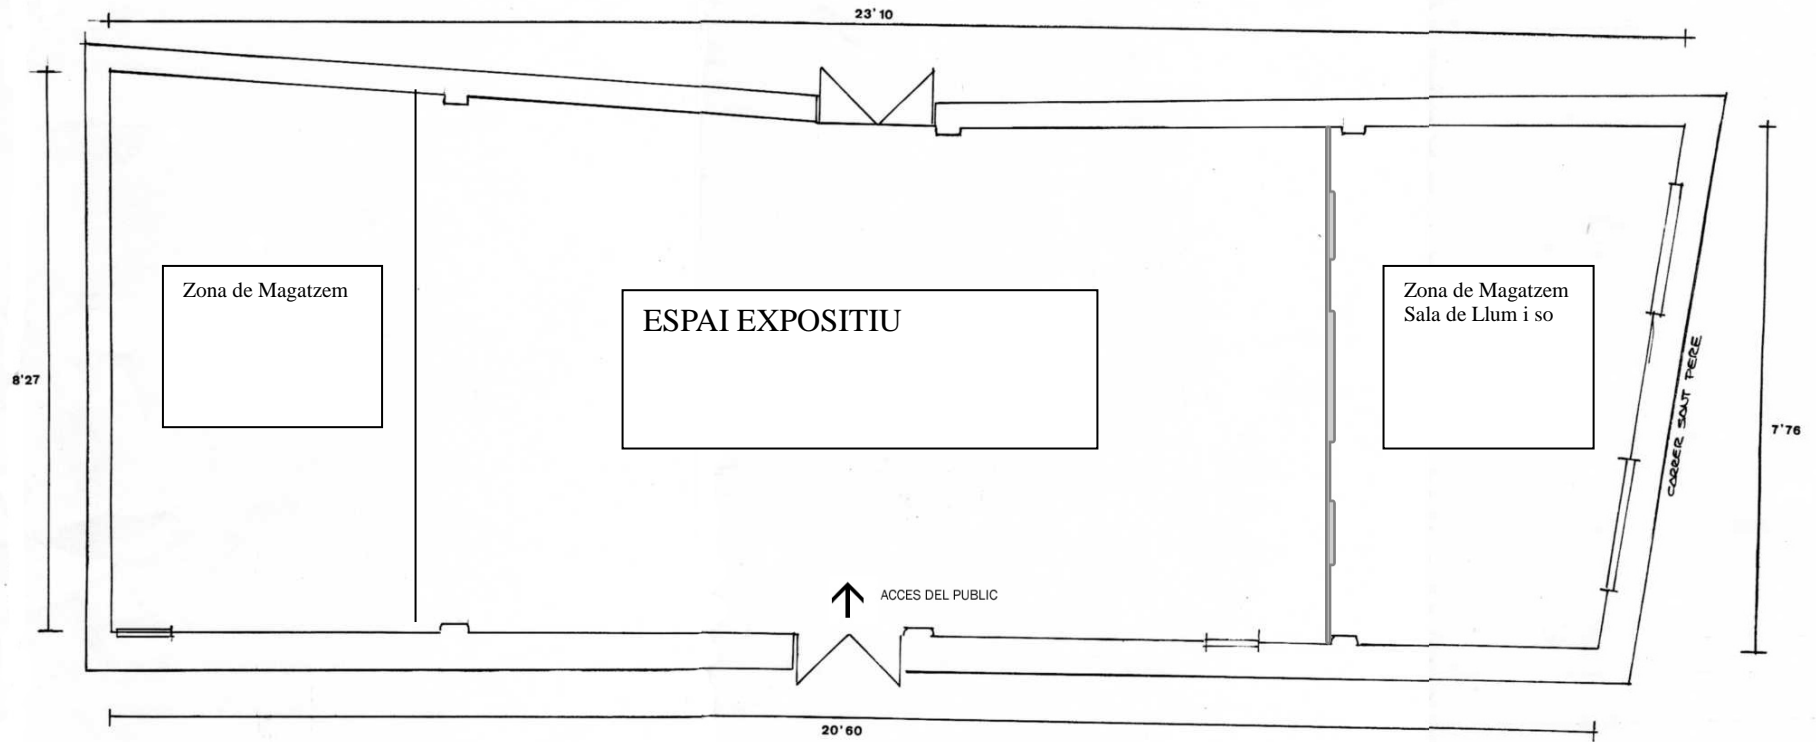 23'10
Zona de Magatzem
ESPAI EXPOSITIU
Zona de Magatzem
Sala de Llum i so
8'27
CARRER SANT PERE
7'76
ACCES DEL PUBLIC
20'60